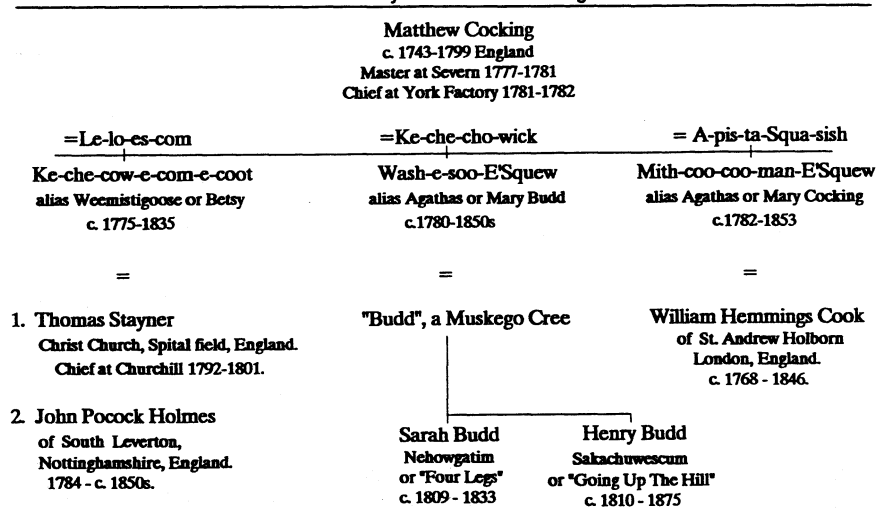 Matthew Cocking
c. 1743-1799 England
Master at Severn 1777-1781
Chief at York Factory 1781-1782
=Le-lo-es-com
=Ke-che-cho-wick
= A-pis-ta-Squa-sish
Ke-che-cow-e-com-e-coot
alias Weemistigoose or Betsy
c. 1775-1835
Wash-e-soo-E'Squew
alias Agathas or Mary Budd
c.1780-1850s
Mith-coo-coo-man-E'Squew
alias Agathas or Mary Cocking
c.1782-1853
=
=
=
1. Thomas Stayner
Christ Church, Spital field, England.
Chief at Churchill 1792-1801.
2. John Pocock Holmes
of South Leverton,
Nottinghamshire, England.
1784 - c. 1850s.
"Budd", a Muskego Cree
Sarah Budd
Nehowgatim
or "Four Legs"
c. 1809 - 1833
Henry Budd
Sakachuwescum
or "Going Up The Hill"
c. 1810 - 1875
William Hemmings Cook
of St. Andrew Holborn
London, England.
c. 1768 - 1846.